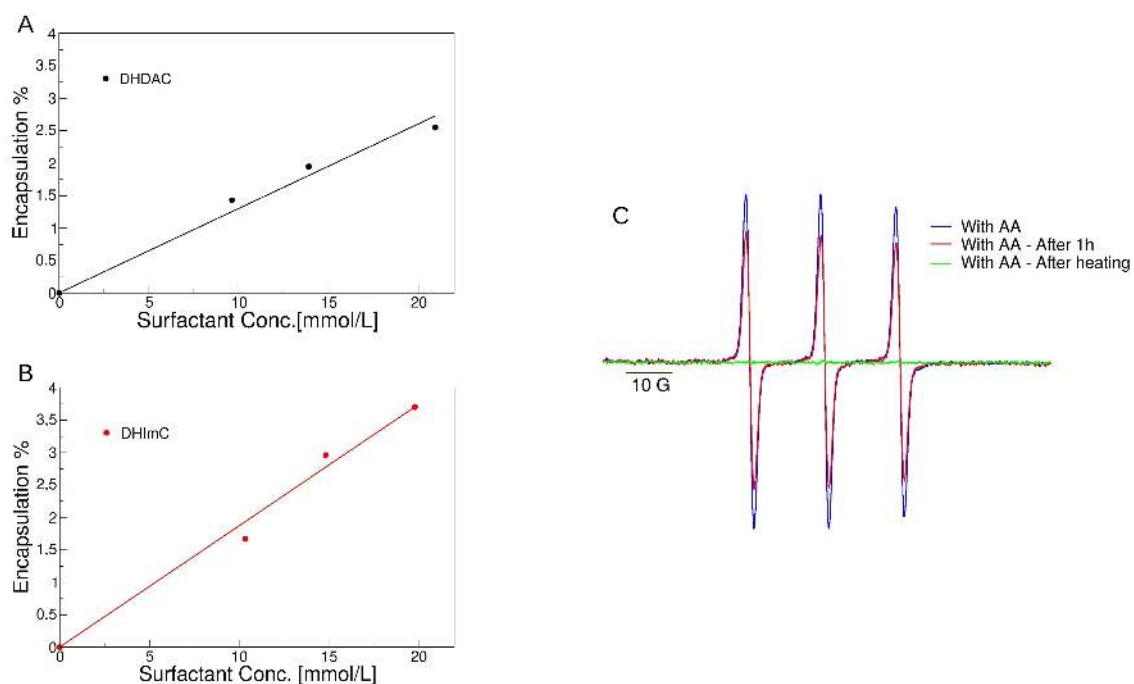 A
4
3.5
3
2.5
2
1.5
1
0.5
0
Encapsulation %
DHDAC
0
5
10
15
20
Surfactant Conc.[mmol/L]
B
4
3.5
3
2.5
2
1.5
1
0.5
0
Encapsulation %
DHImC
0
5
10
15
20
Surfactant Conc. [mmol/L]
C
With AA
With AA - After 1h
With AA - After heating
10 G